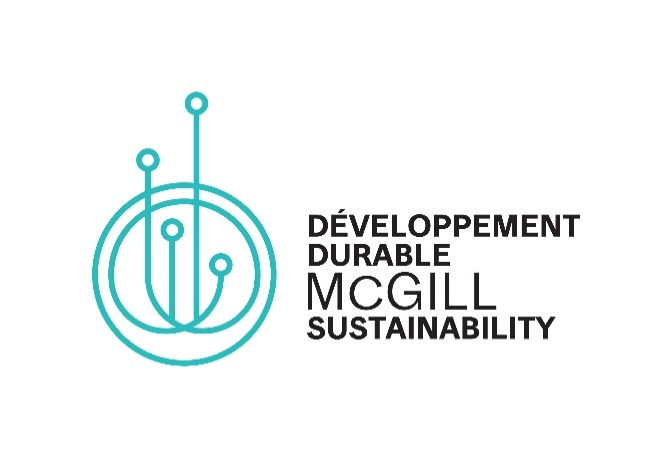 DÉVELOPPEMENT
DURABLE
MCGILL
SUSTAINABILITY